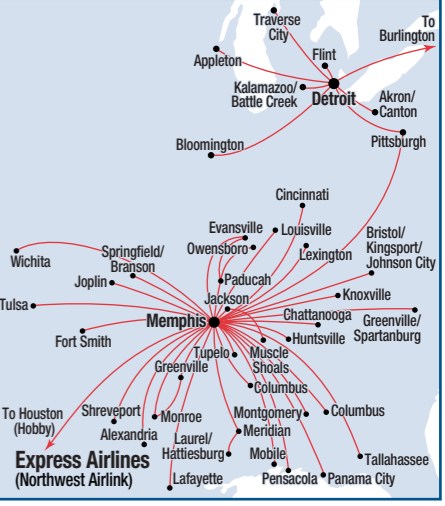 Traverse
City
To
Burlington
Appleton
Flint
Kalamazoo/
Battle Creek
Detroit
Akron/
Canton
Bloomington
Pittsburgh
Cincinnati
Evansville
Louisville
Bristol/
Kingsport/
Johnson City
Owensboro
Lexington
Wichita
Springfield/
Branson
Joplin
Paducah
Jackson
Knoxville
Tulsa
Memphis
Chattanooga
Greenville/
Spartanburg
Fort Smith
Huntsville
Tupelo
Muscle
Shoals
Greenville
Columbus
To Houston
(Hobby)
Shreveport
Monroe
Montgomery
Columbus
Alexandria
Meridian
Laurel/
Hattiesburg
Mobile
Tallahassee
Express Airlines
(Northwest Airlink)
Lafayette
Pensacola
Panama City